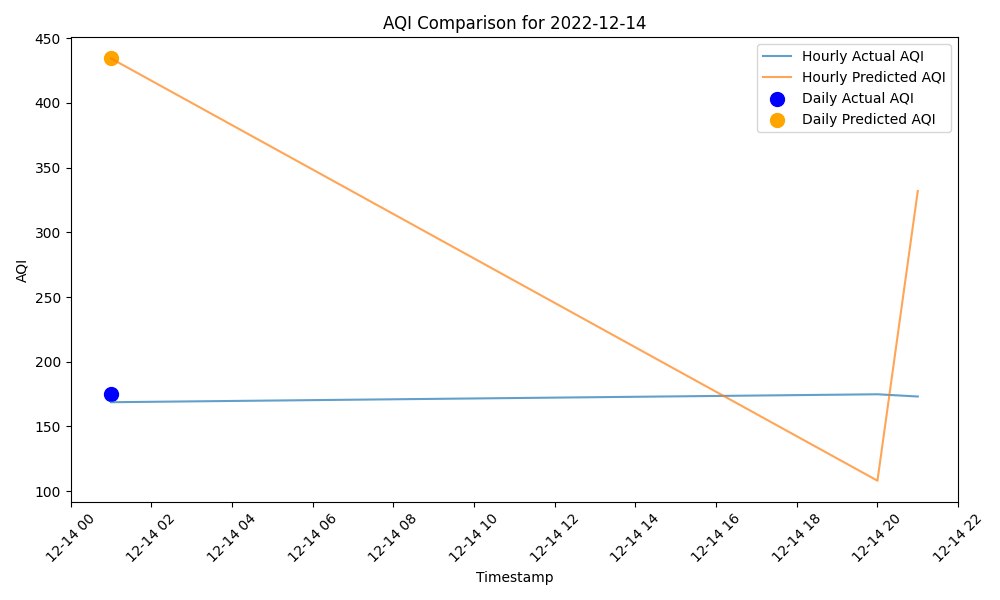 AQI Comparison for 2022-12-14
Hourly Actual AQI
Hourly Predicted AQI
Daily Actual AQI
Daily Predicted AQI
AQI
450
400
350
300
250
200
150
100
12-14 00
12-14 02
12-14 04
12-14 06
12-14 08
12-14 10
12-14 12
12-14 14
12-14 16
12-14 18
12-14 20
12-14 22
Timestamp